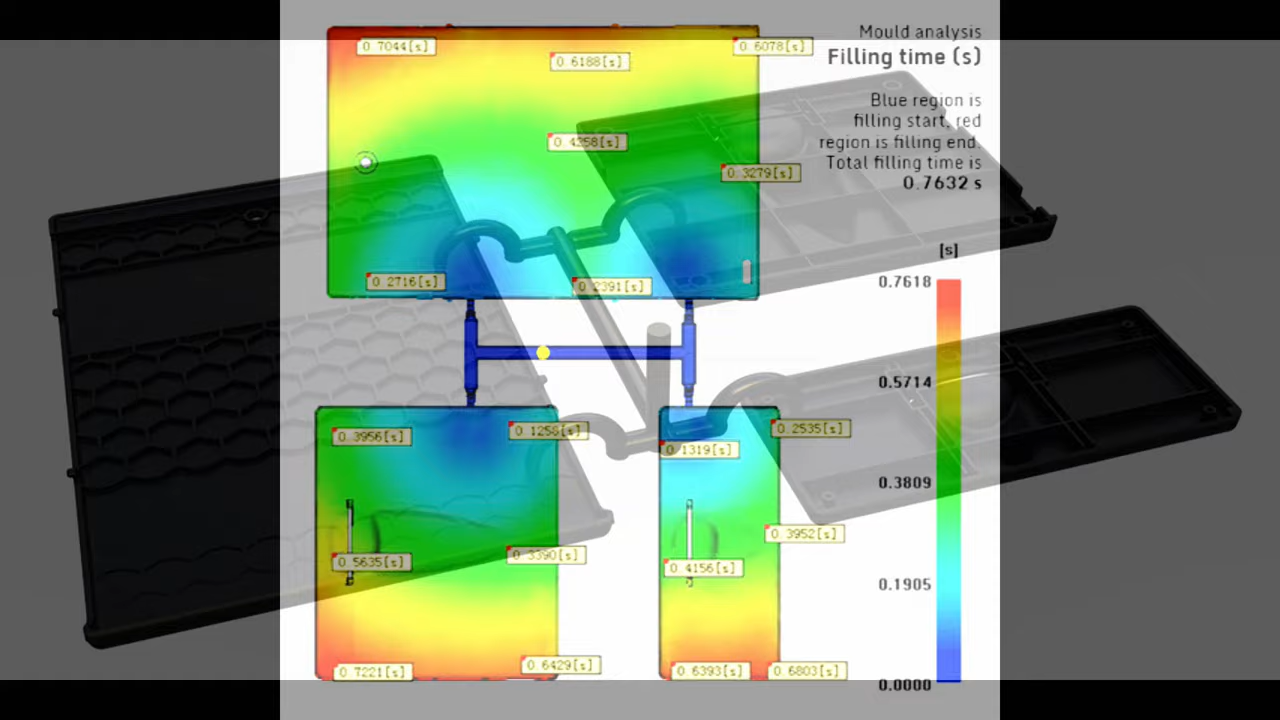 Mould analysis
Filling time (s)
Blue region is
filling start, red
region is filling end.
Total filling time is
0.7632 s
[s]
0.7618
0.5714
0.3809
0.1905
0.0000
0.7044[s]
0.6188[s]
0.6078[s]
0.4258[s]
0.3279[s]
0.2716[s]
0.2391[s]
0.3956[s]
0.1256[s]
0.5635[s]
0.3390[s]
0.7221[s]
0.6429[s]
0.2535[s]
0.1319[s]
0.3952[s]
0.4156[s]
0.6393[s]
0.6803[s]